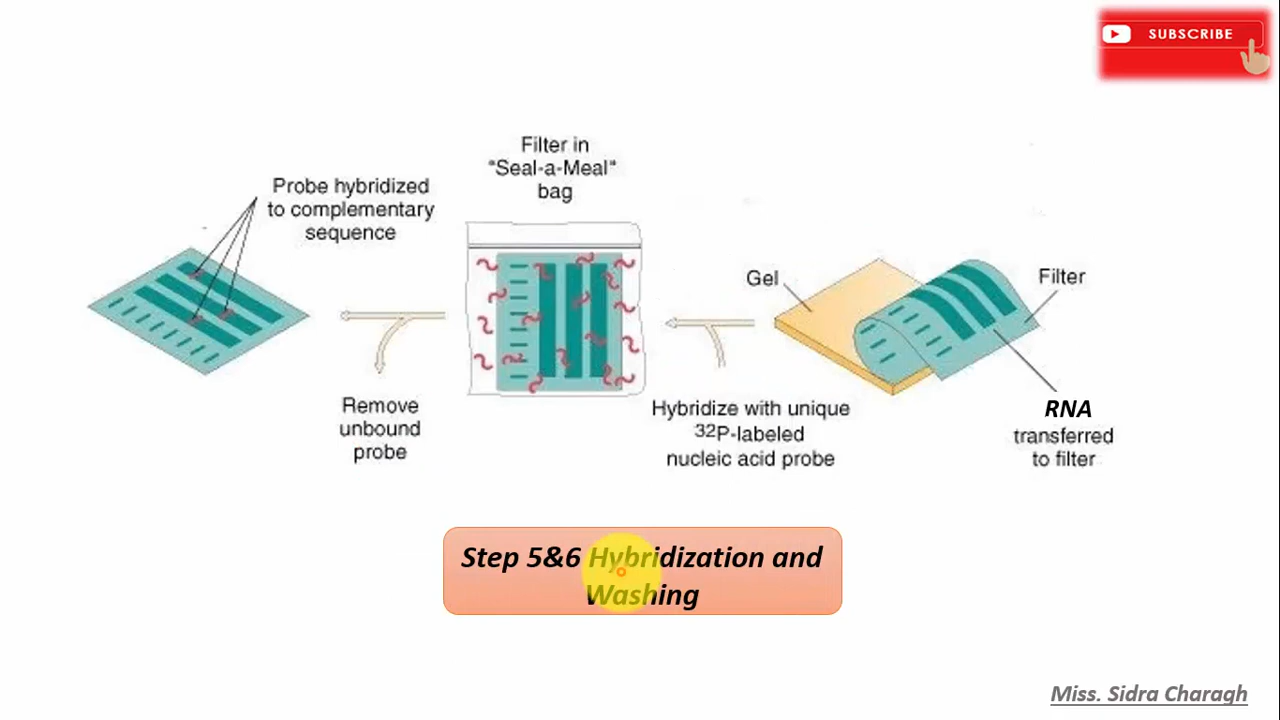 SUBSCRIBE
Filter in
"Seal-a-Meal"
bag
Probe hybridized
to complementary
sequence
Gel
Filter
Remove
unbound
probe
Hybridize with unique
32P-labeled
nucleic acid probe
RNA
transferred
to filter
Step 5&6 Hybridization and
Washing
Miss. Sidra Charagh